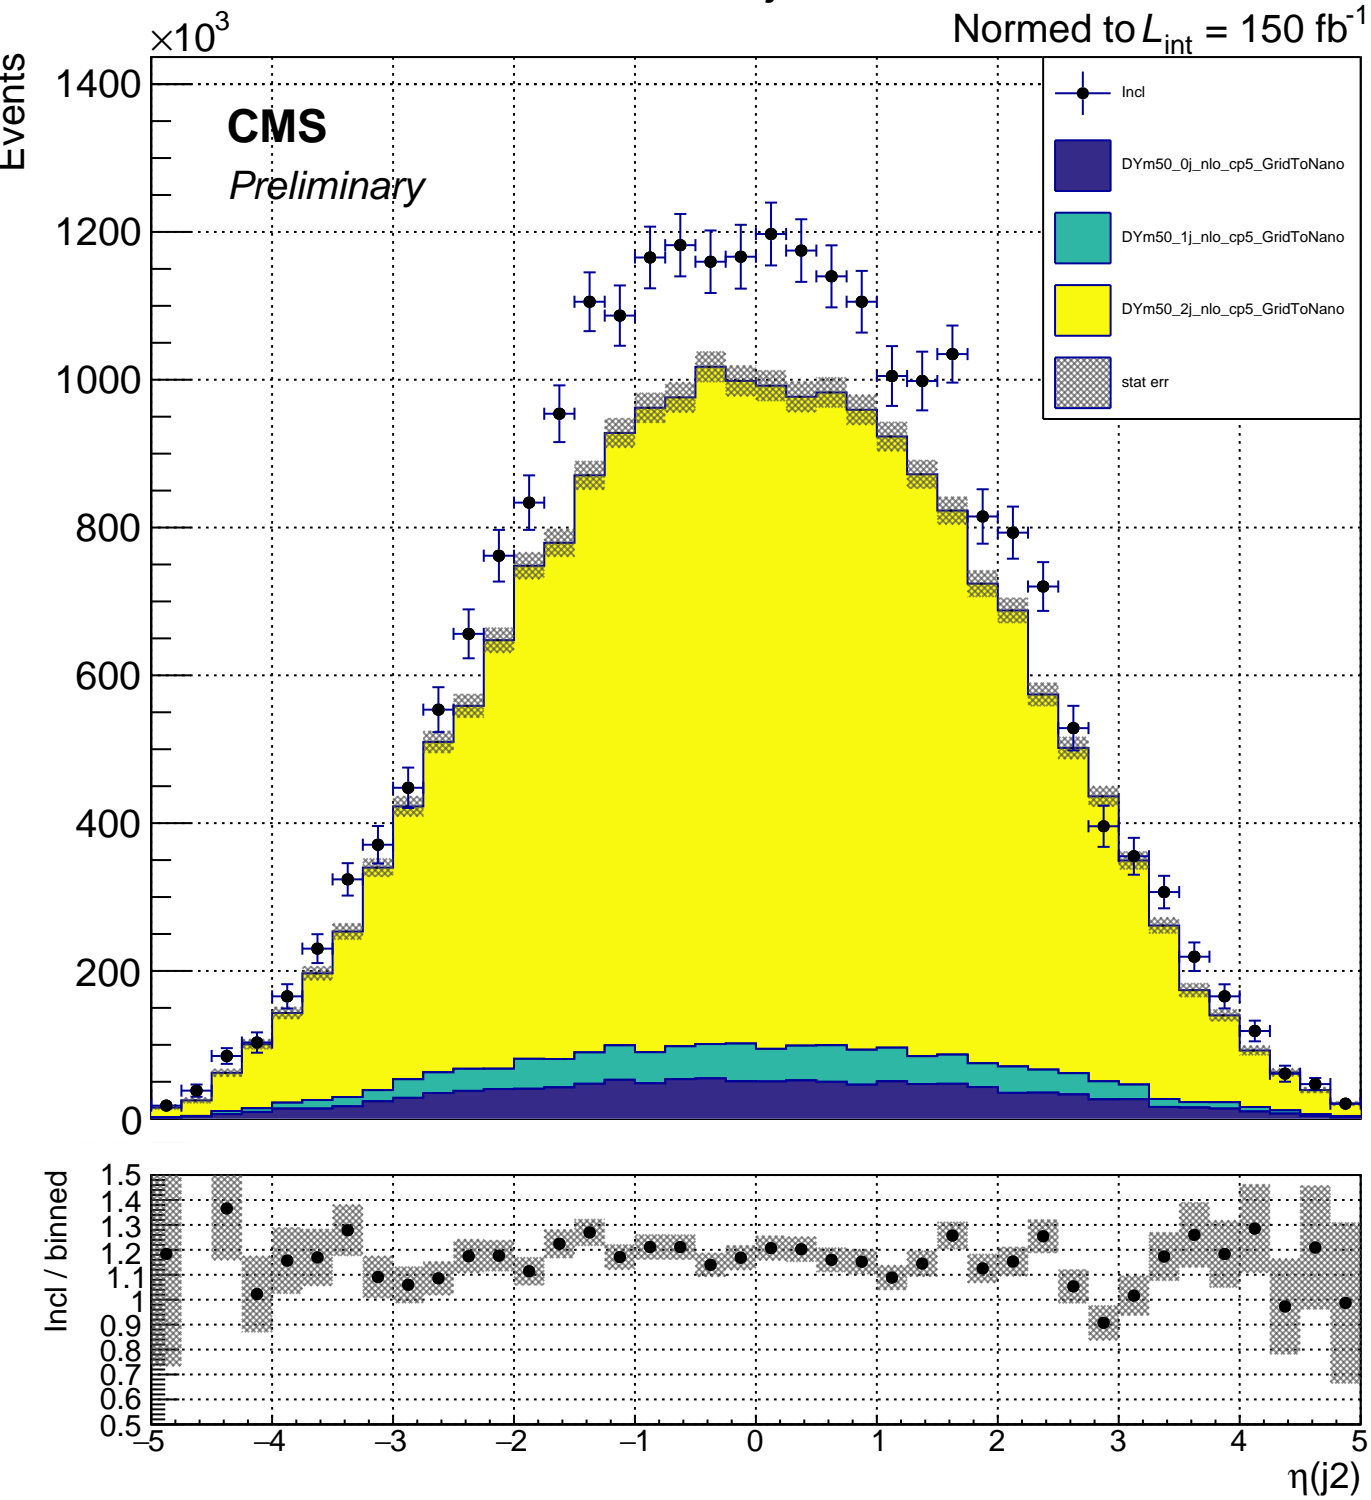 ×10³
Normed to L_int = 150 fb⁻¹
Events
CMS
Preliminary
Incl
DYm50_0j_nlo_cp5_GridToNano
DYm50_1j_nlo_cp5_GridToNano
DYm50_2j_nlo_cp5_GridToNano
stat err
1400
1200
1000
800
600
400
200
0
Incl / binned
1.5
1.4
1.3
1.2
1.1
1
0.9
0.8
0.7
0.6
0.5
−5 −4 −3 −2 −1 0 1 2 3 4 5
η(j2)